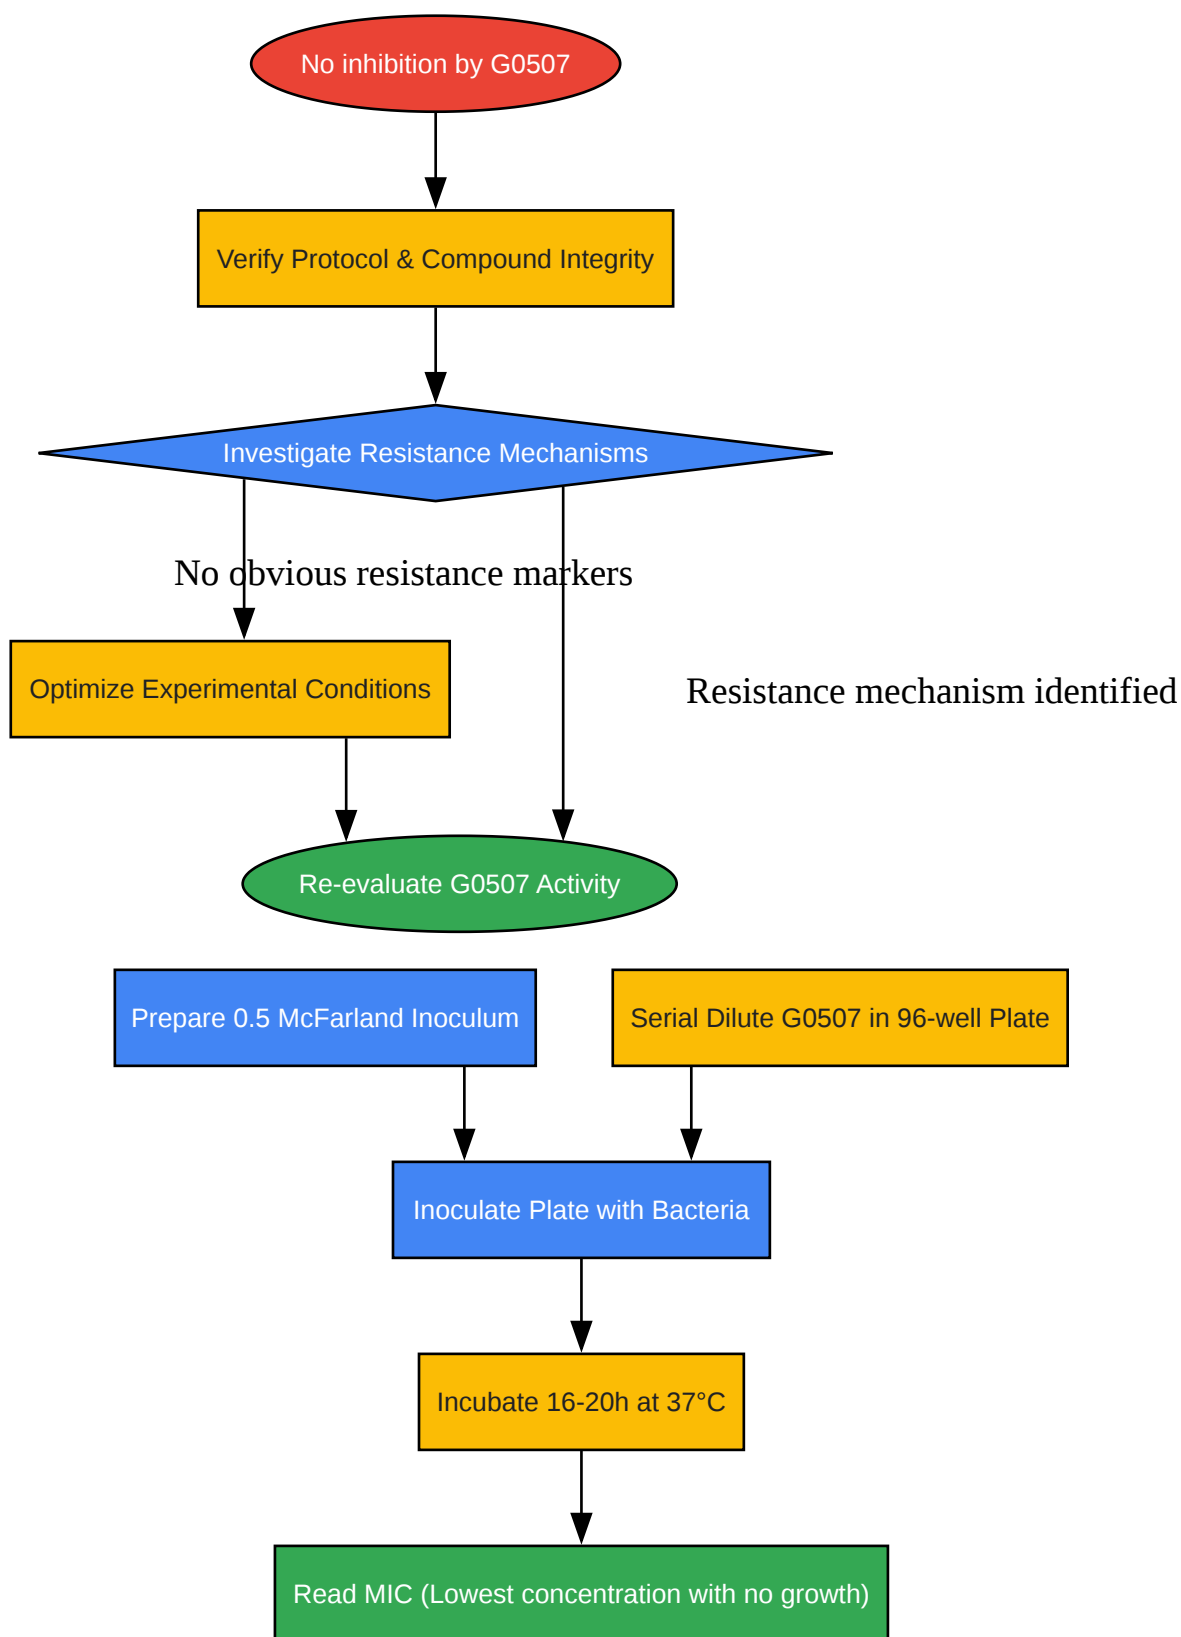 No inhibition by G0507
Verify Protocol & Compound Integrity
Investigate Resistance Mechanisms
No obvious resistance markers
Optimize Experimental Conditions
Resistance mechanism identified
Re-evaluate G0507 Activity
Prepare 0.5 McFarland Inoculum
Serial Dilute G0507 in 96-well Plate
Inoculate Plate with Bacteria
Incubate 16-20h at 37°C
Read MIC (Lowest concentration with no growth)